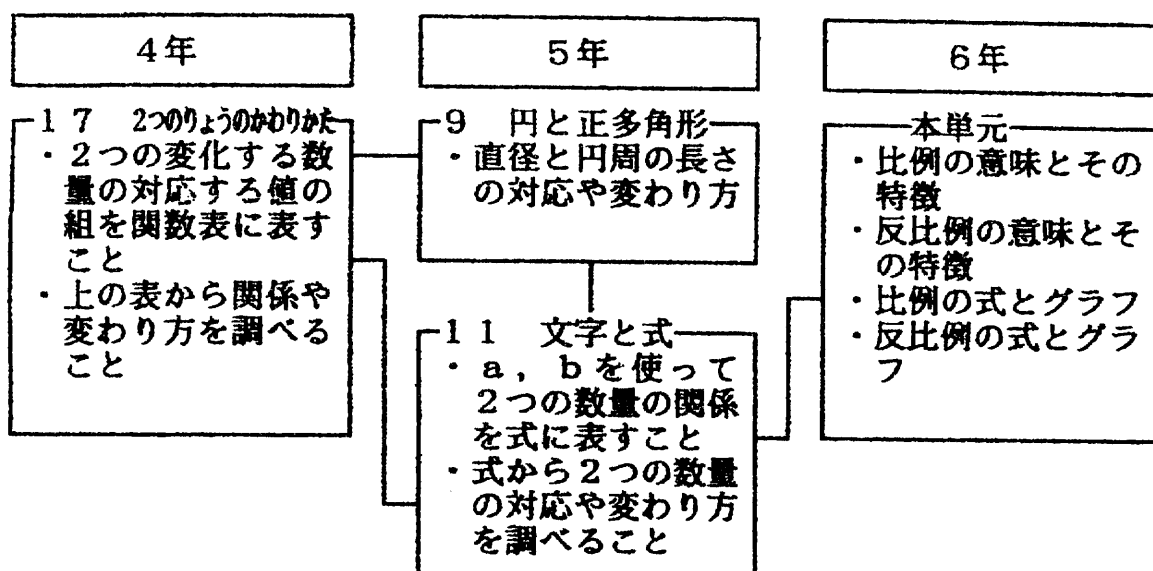 4年
5年
6年
17 2つのりょうのかわりかた
・2つの変化する数
量の対応する値の
組を関数表に表す
こと
・上の表から関係や
変わり方を調べる
こと
9 円と正多角形
・直径と円周の長さ
の対応や変わり方
11 文字と式
・a,bを使って
2つの数量の関係
を式に表すこと
・式から2つの数量
の対応や変わり方
を調べること
本単元
・比例の意味とその
特徴
・反比例の意味とそ
の特徴
・比例の式とグラフ
・反比例の式とグラ
フ